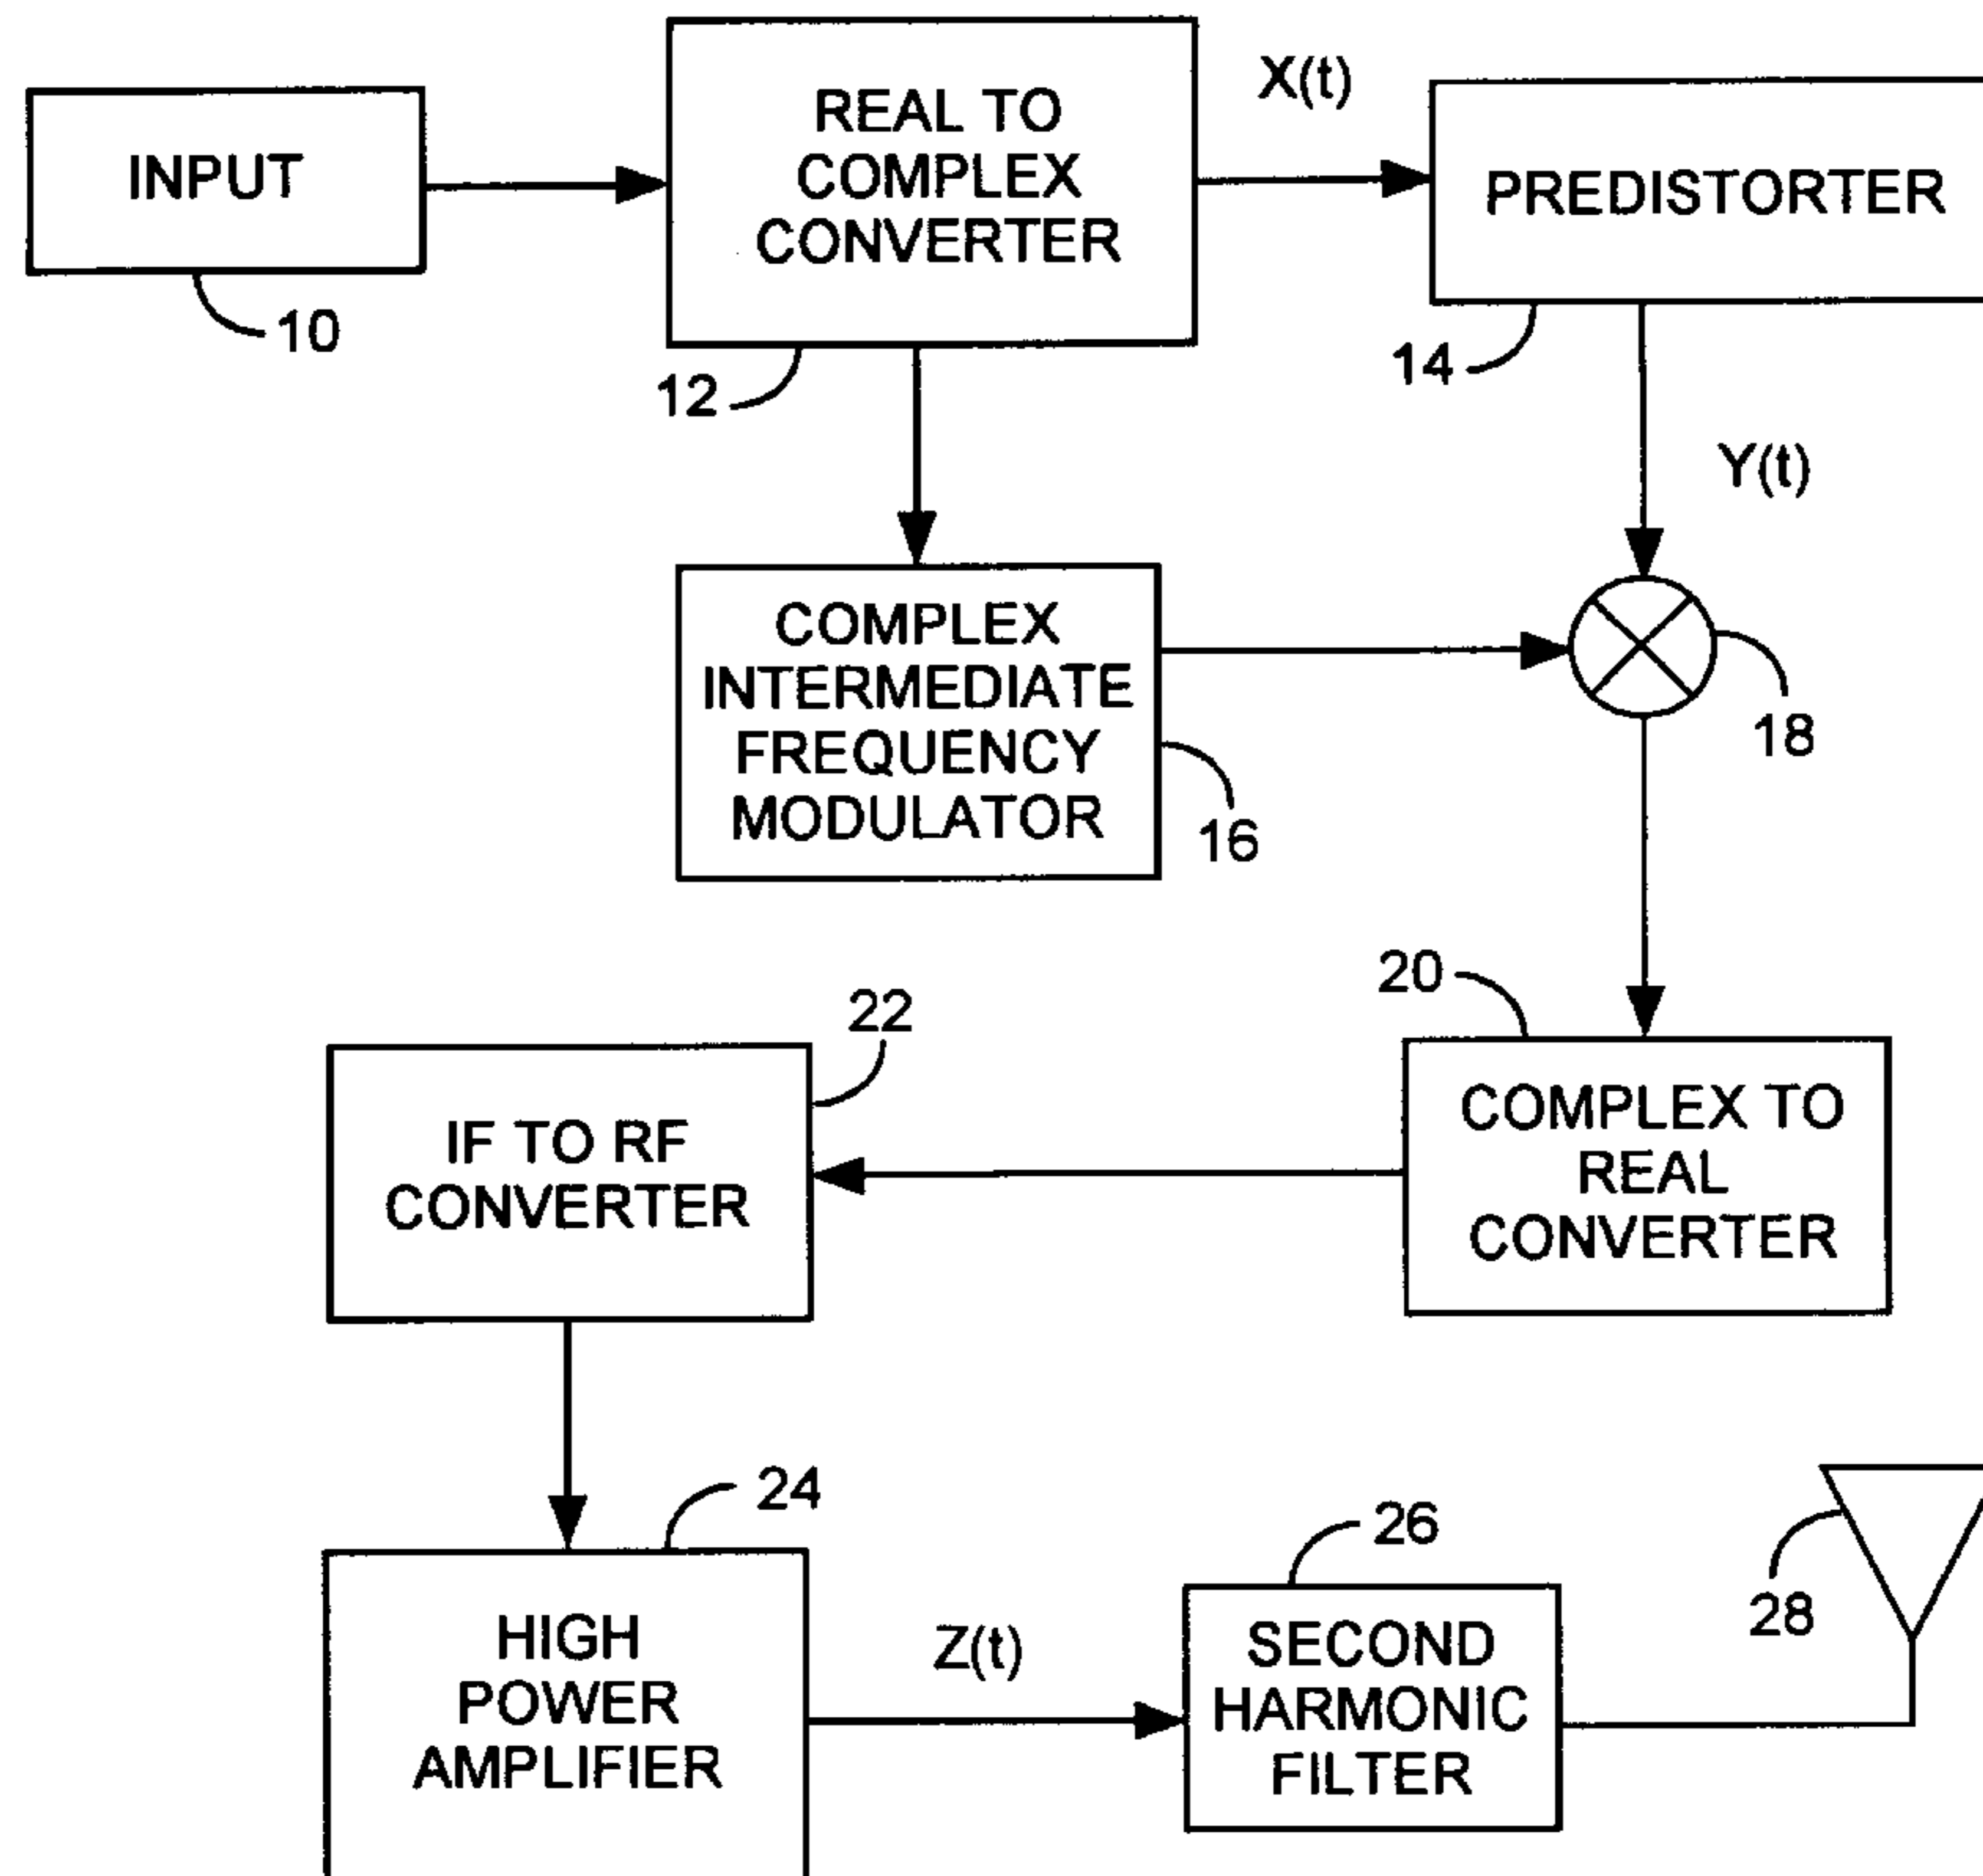 INPUT
10
REAL TO
COMPLEX
CONVERTER
12
X(t)
PREDISTORTER
14
Y(t)
COMPLEX
INTERMEDIATE
FREQUENCY
MODULATOR
16
18
20
COMPLEX TO
REAL
CONVERTER
22
IF TO RF
CONVERTER
24
HIGH
POWER
AMPLIFIER
Z(t)
26
SECOND
HARMONIC
FILTER
28